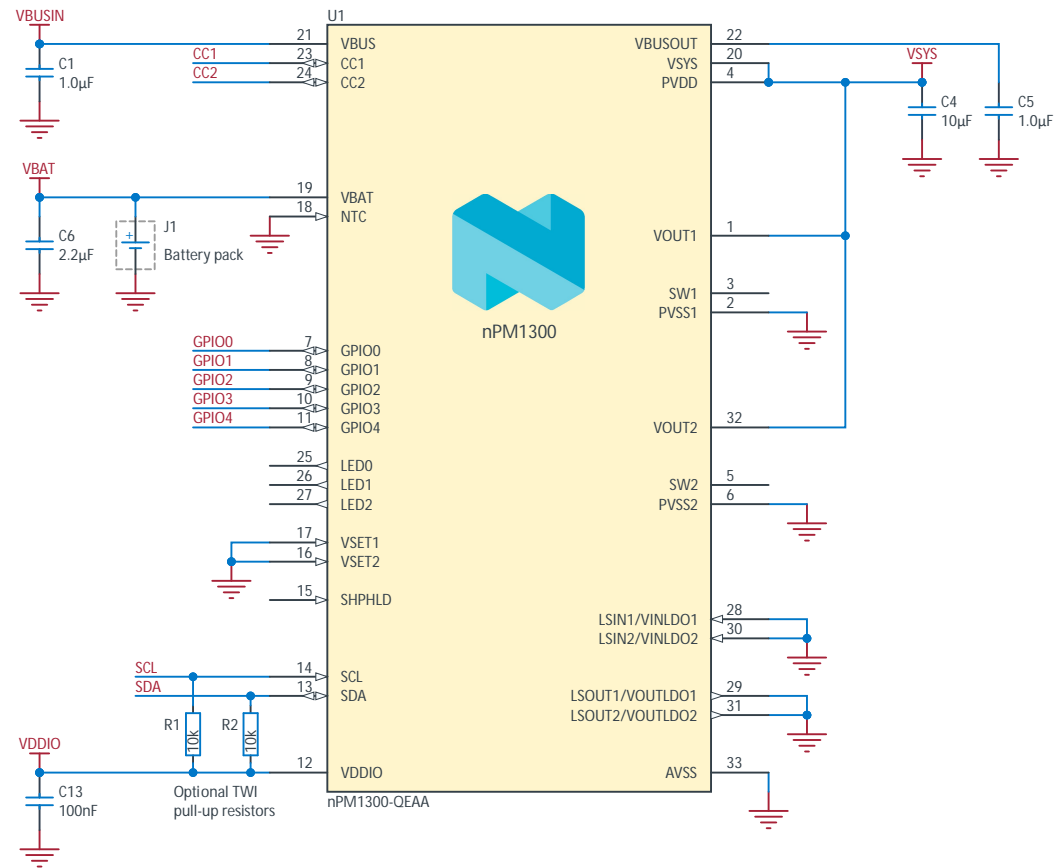 VBUSIN
U1
21
VBUS
CC1
23
CC1
CC2
24
CC2
C1
1.0µF
VBUSOUT
22
VSYS
20
PVDD
4
VSYS
C4
10µF
C5
1.0µF
VBAT
19
VBAT
18
NTC
C6
2.2µF
+
J1
Battery pack
nPM1300
VOUT1
1
SW1
3
PVSS1
2
GPIO0
7
GPIO0
GPIO1
8
GPIO1
GPIO2
9
GPIO2
GPIO3
10
GPIO3
GPIO4
11
GPIO4
VOUT2
32
25
LED0
26
LED1
27
LED2
SW2
5
PVSS2
6
17
VSET1
16
VSET2
15
SHPHLD
LSIN1/VINLDO1
28
LSIN2/VINLDO2
30
SCL
14
SCL
SDA
13
SDA
LSOUT1/VOUTLDO1
29
LSOUT2/VOUTLDO2
31
R1
10k
R2
10k
VDDIO
12
VDDIO
AVSS
33
C13
100nF
Optional TWI
pull-up resistors
nPM1300-QEAA